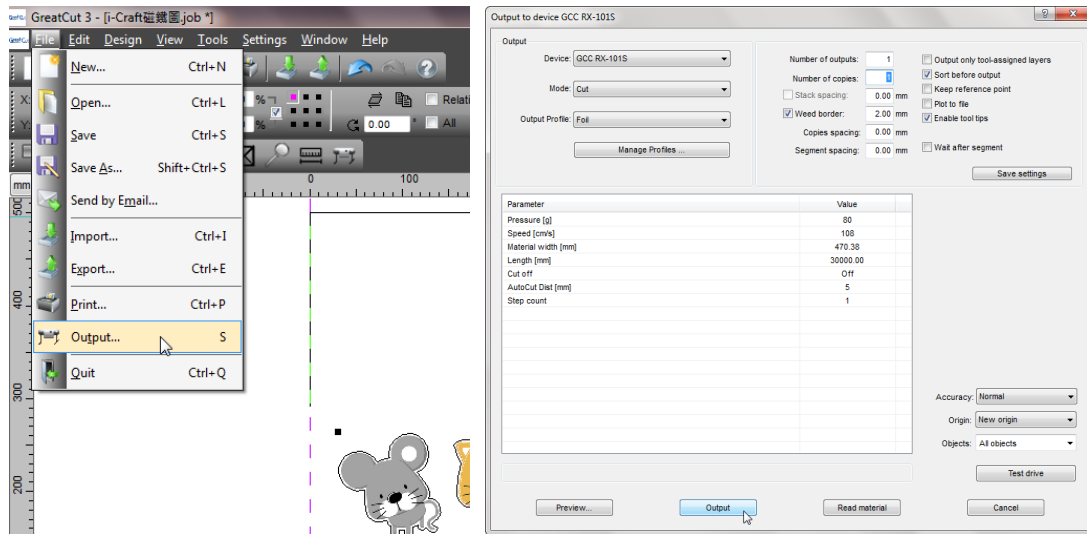 GreatCut 3 - [i-Craft磁鐵圖.job *]
File Edit Design View Tools Settings Window Help
New... Ctrl+N
Open... Ctrl+L
Save Ctrl+S
Save As... Shift+Ctrl+S
Send by Email...
Import... Ctrl+I
Export... Ctrl+E
Print... Ctrl+P
Output... S
Quit Ctrl+Q
X:
Y:
%
%
0.00 °
Relati
All
mm
0 100
500
400
300
200
Output to device GCC RX-101S
Output
Device: GCC RX-101S
Mode: Cut
Output Profile: Foil
Manage Profiles ...
Number of outputs: 1
Number of copies: 1
Stack spacing: 0.00 mm
Weed border: 2.00 mm
Copies spacing: 0.00 mm
Segment spacing: 0.00 mm
Output only tool-assigned layers
Sort before output
Keep reference point
Plot to file
Enable tool tips
Wait after segment
Save settings
Parameter Value
Pressure [g] 80
Speed [cm/s] 108
Material width [mm] 470.38
Length [mm] 30000.00
Cut off Off
AutoCut Dist [mm] 5
Step count 1
Accuracy: Normal
Origin: New origin
Objects: All objects
Test drive
Preview... Output Read material Cancel